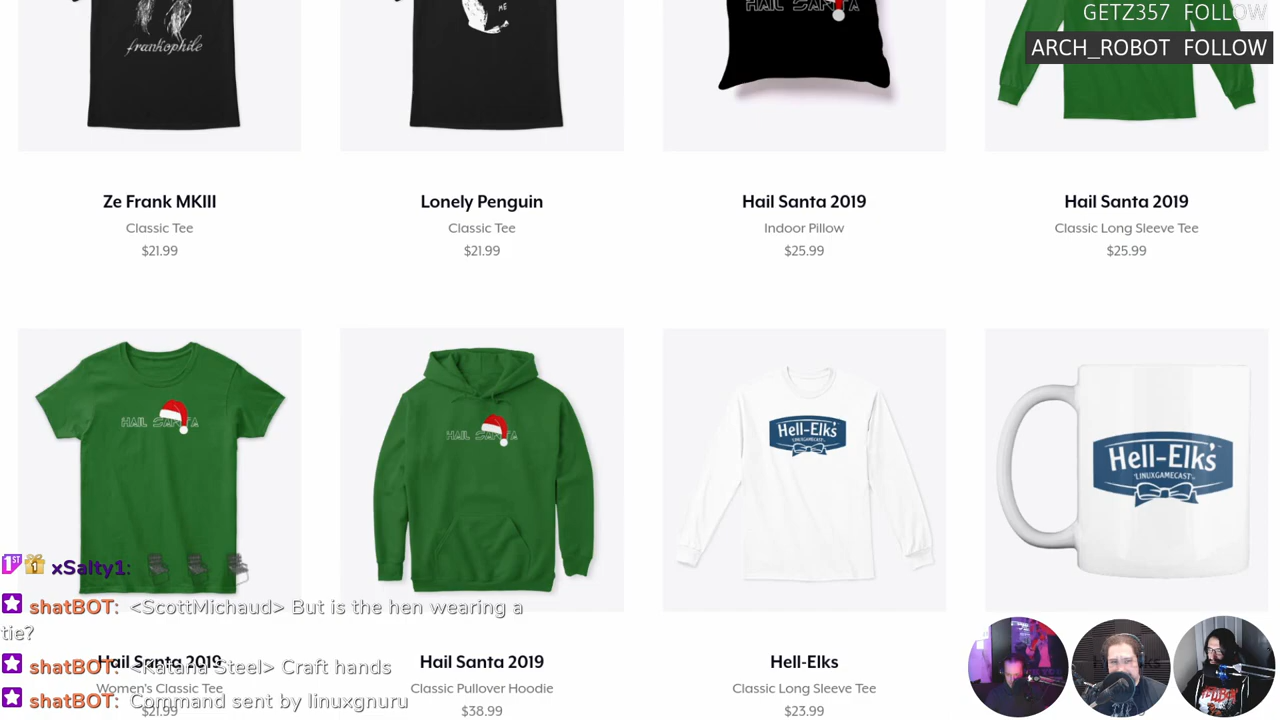 GETZ357 FOLLOW
ARCH_ROBOT FOLLOW
frankophile
ME
HAIL SANTA
Ze Frank MKIII
Classic Tee
$21.99
Lonely Penguin
Classic Tee
$21.99
Hail Santa 2019
Indoor Pillow
$25.99
Hail Santa 2019
Classic Long Sleeve Tee
$25.99
HAIL SANTA
HAIL SANTA
Hell-Elks'
LINUXGAMECAST
Hell-Elks'
LINUXGAMECAST
1ST
1
xSalty1:
shatBOT: <ScottMichaud> But is the hen wearing a
tie?
shatBOT: <Katana Steel> Craft hands
shatBOT: Command sent by linuxgnuru
Hail Santa 2019
Women's Classic Tee
$21.99
Hail Santa 2019
Classic Pullover Hoodie
$38.99
Hell-Elks
Classic Long Sleeve Tee
$23.99